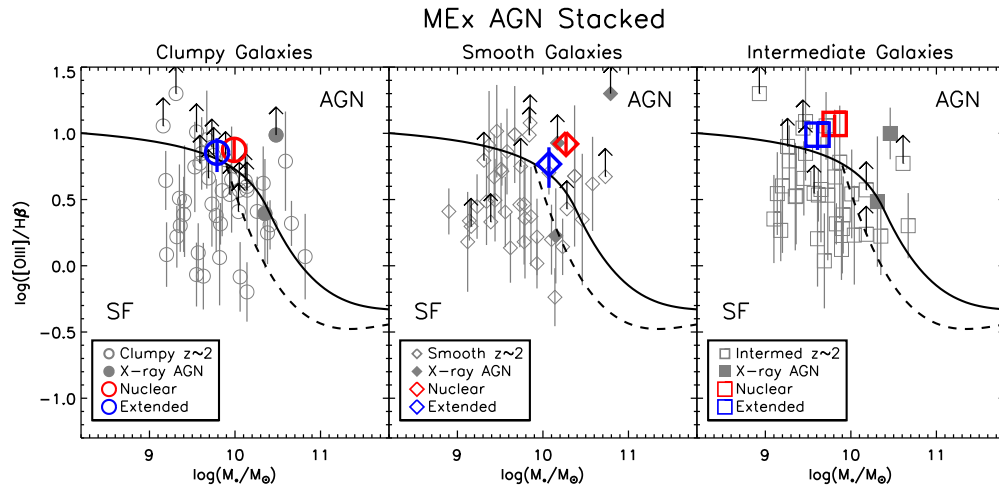 MEx AGN Stacked
Clumpy Galaxies
Smooth Galaxies
Intermediate Galaxies
log([OIII]/Hβ)
1.5
1.0
0.5
0.0
−0.5
−1.0
AGN
SF
Clumpy z~2
X-ray AGN
Nuclear
Extended
9 10 11
log(M*/M⊙)
AGN
SF
Smooth z~2
X-ray AGN
Nuclear
Extended
9 10 11
log(M*/M⊙)
AGN
SF
Intermed z~2
X-ray AGN
Nuclear
Extended
9 10 11
log(M*/M⊙)